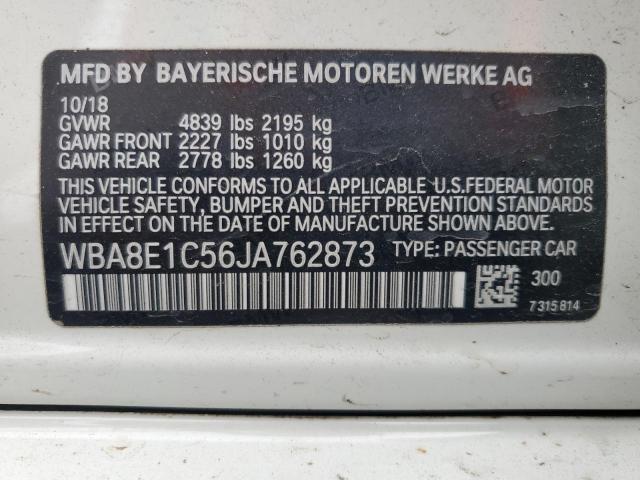 MFD BY BAYERISCHE MOTOREN WERKE AG
10/18
GVWR 4839 lbs 2195 kg
GAWR FRONT 2227 lbs 1010 kg
GAWR REAR 2778 lbs 1260 kg
THIS VEHICLE CONFORMS TO ALL APPLICABLE U.S.FEDERAL MOTOR
VEHICLE SAFETY, BUMPER AND THEFT PREVENTION STANDARDS
IN EFFECT ON THE DATE OF MANUFACTURE SHOWN ABOVE.
WBA8E1C56JA762873 TYPE: PASSENGER CAR
300
7315814